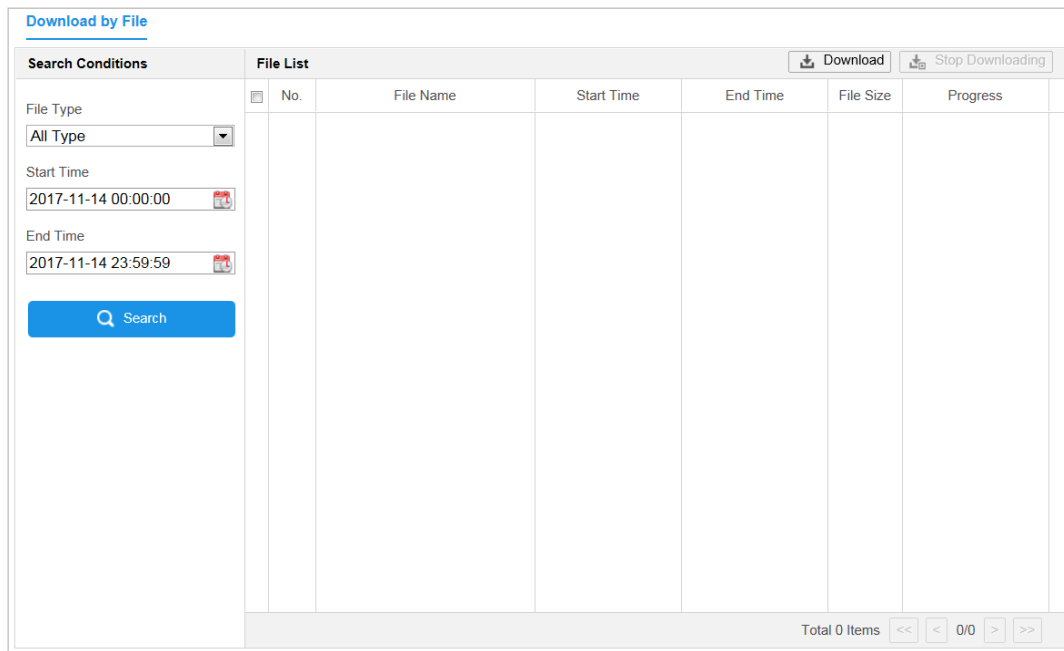 Download by File
Search Conditions
File List
Download
Stop Downloading
No.
File Name
Start Time
End Time
File Size
Progress
File Type
All Type
Start Time
2017-11-14 00:00:00
End Time
2017-11-14 23:59:59
Search
Total 0 Items << < 0/0 > >>